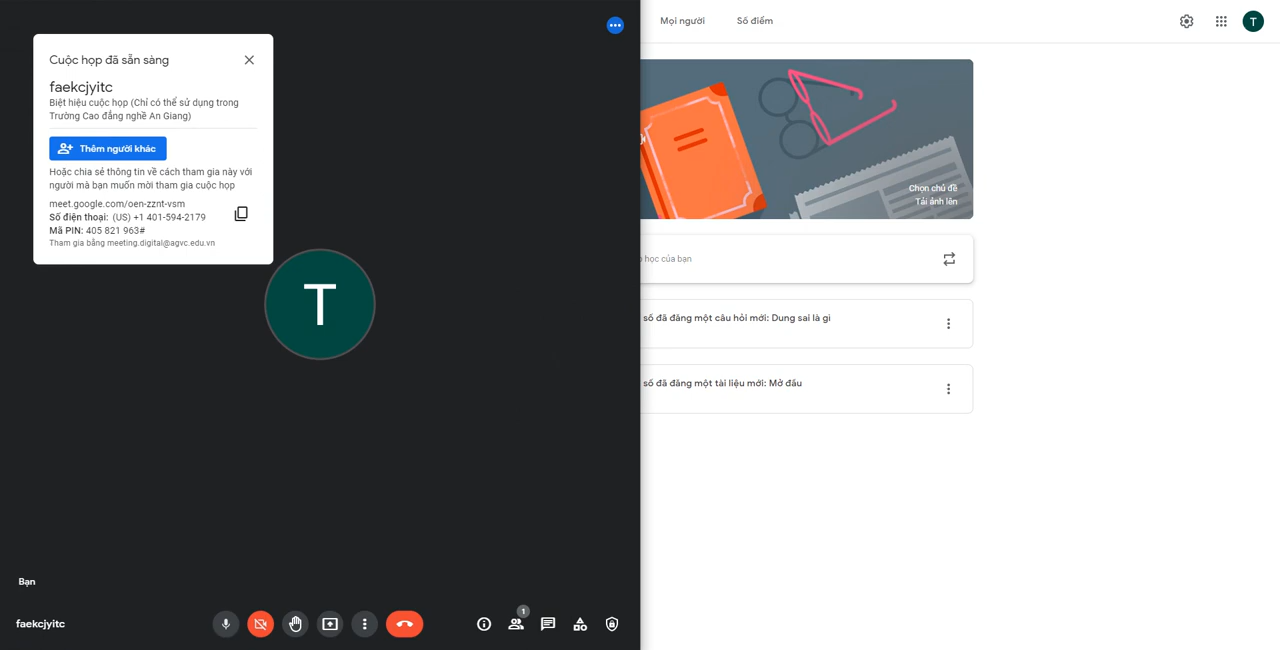 Cuộc họp đã sẵn sàng
faekcjyitc
Biệt hiệu cuộc họp (Chỉ có thể sử dụng trong
Trường Cao đẳng nghề An Giang)
Thêm người khác
Hoặc chia sẻ thông tin về cách tham gia này với
người mà bạn muốn mời tham gia cuộc họp
meet.google.com/oen-zznt-vsm
Số điện thoại: (US) +1 401-594-2179
Mã PIN: 405 821 963#
Tham gia bằng meeting.digital@agvc.edu.vn
T
Bạn
faekcjyitc
1
Mọi người
Số điểm
T
Chọn chủ đề
Tải ảnh lên
học của bạn
số đã đăng một câu hỏi mới: Dung sai là gì
số đã đăng một tài liệu mới: Mở đầu